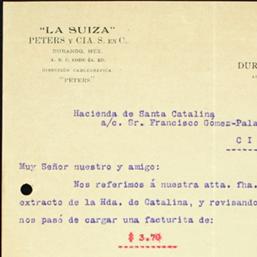 "LA SUIZA"
PETERS Y CIA. S. EN C.
DURANGO, MEX.
A. B. C. CODE 5A. ED.
DIRECCIÓN CABLEGRÁFICA
"PETERS"
DUR
Hacienda de Santa Catalina
a/c. Sr. Francisco Gómez-Pala
C I
Muy Señor nuestro y amigo:
Nos referimos á nuestra atta. fha.
extracto de la Hda. de Catalina, y revisando
nos pasó de cargar una facturita de:
$ 3.70